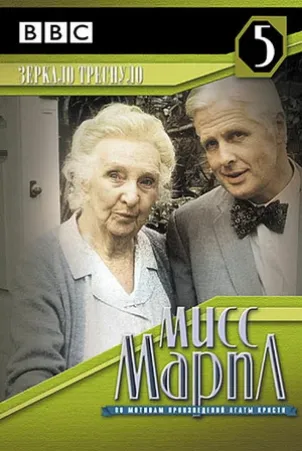 BBC
5
ЗЕРКАЛО ТРЕСНУЛО
МИСС
МАРПЛ
ПО МОТИВАМ ПРОИЗВЕДЕНИЙ АГАТЫ КРИСТИ